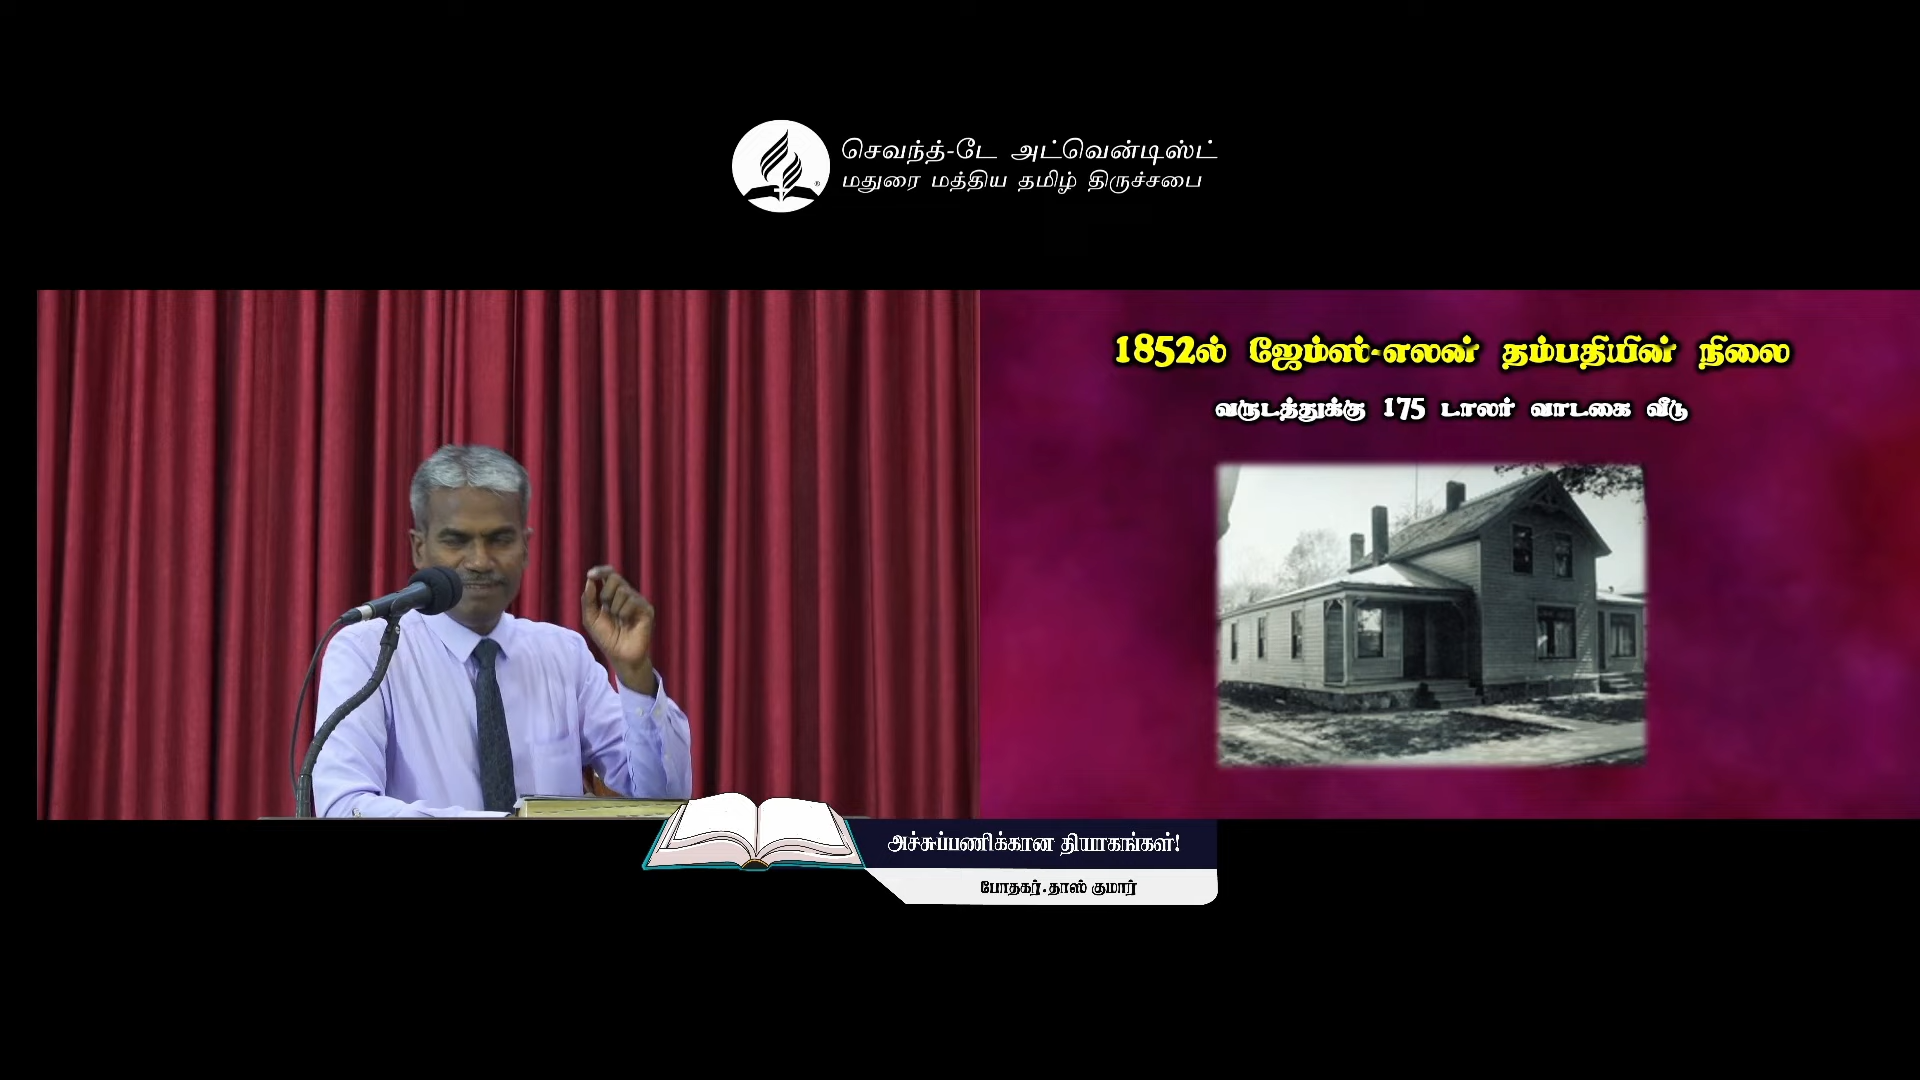 செவந்த்-டே அட்வென்டிஸ்ட்
மதுரை மத்திய தமிழ் திருச்சபை
1852ல் ஜேம்ஸ்-எலன் தம்பதியின் நிலை
வருடத்துக்கு 175 டாலர் வாடகை வீடு
அச்சுப்பணிக்கான தியாகங்கள்!
போதகர்.தாஸ் குமார்